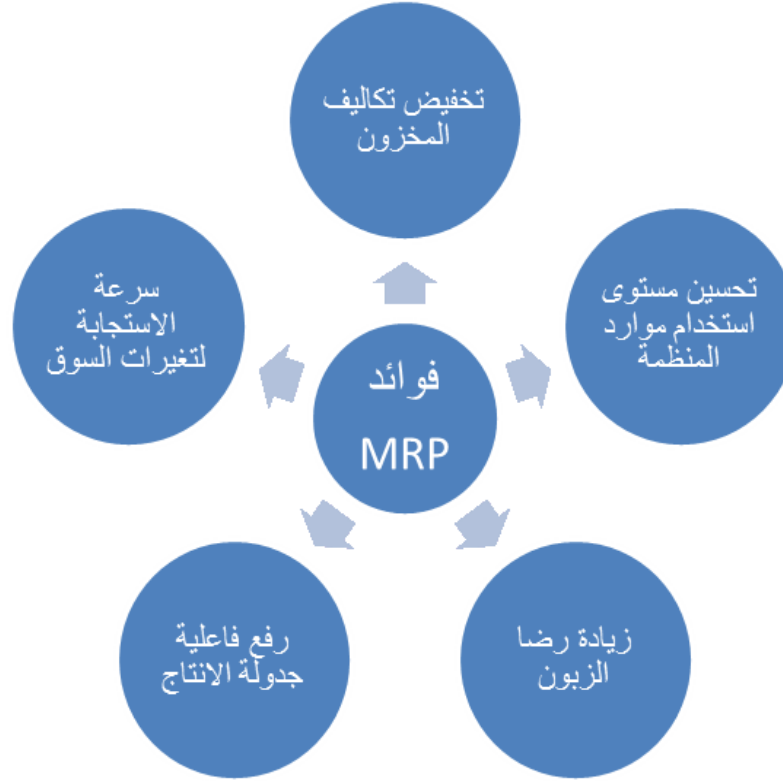 تخفيض تكاليف
المخزون
تحسين مستوى
استخدام موارد
المنظمة
زيادة رضا
الزبون
رفع فاعلية
جدولة الانتاج
سرعة
الاستجابة
لتغيرات السوق
فوائد
MRP